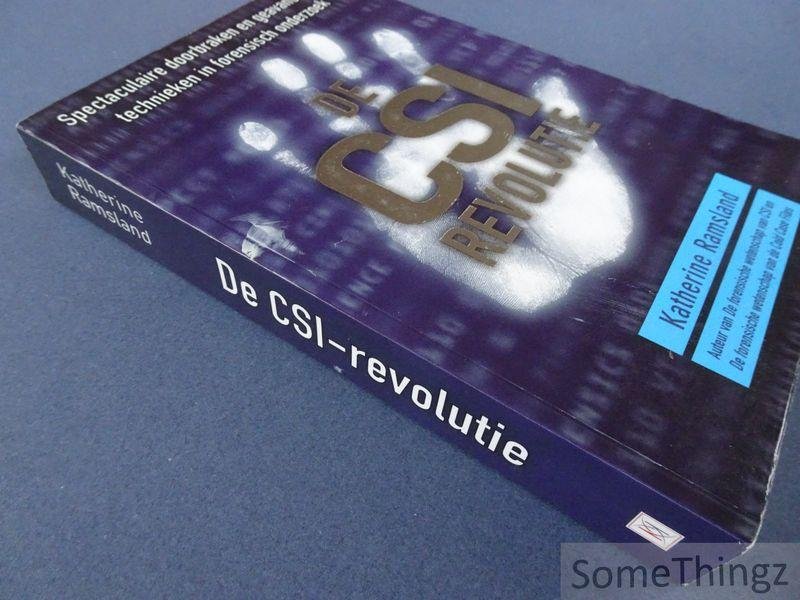 Spectaculaire doorbraken en
technieken in forensisch onderzoek
DE
CSI
REVOLUTIE
Katherine Ramsland
Auteur van De forensische wetenschap van CSI en
De forensische wetenschap van de Cold Case Files
Katherine
Ramsland
De CSI-revolutie
SomeThingz